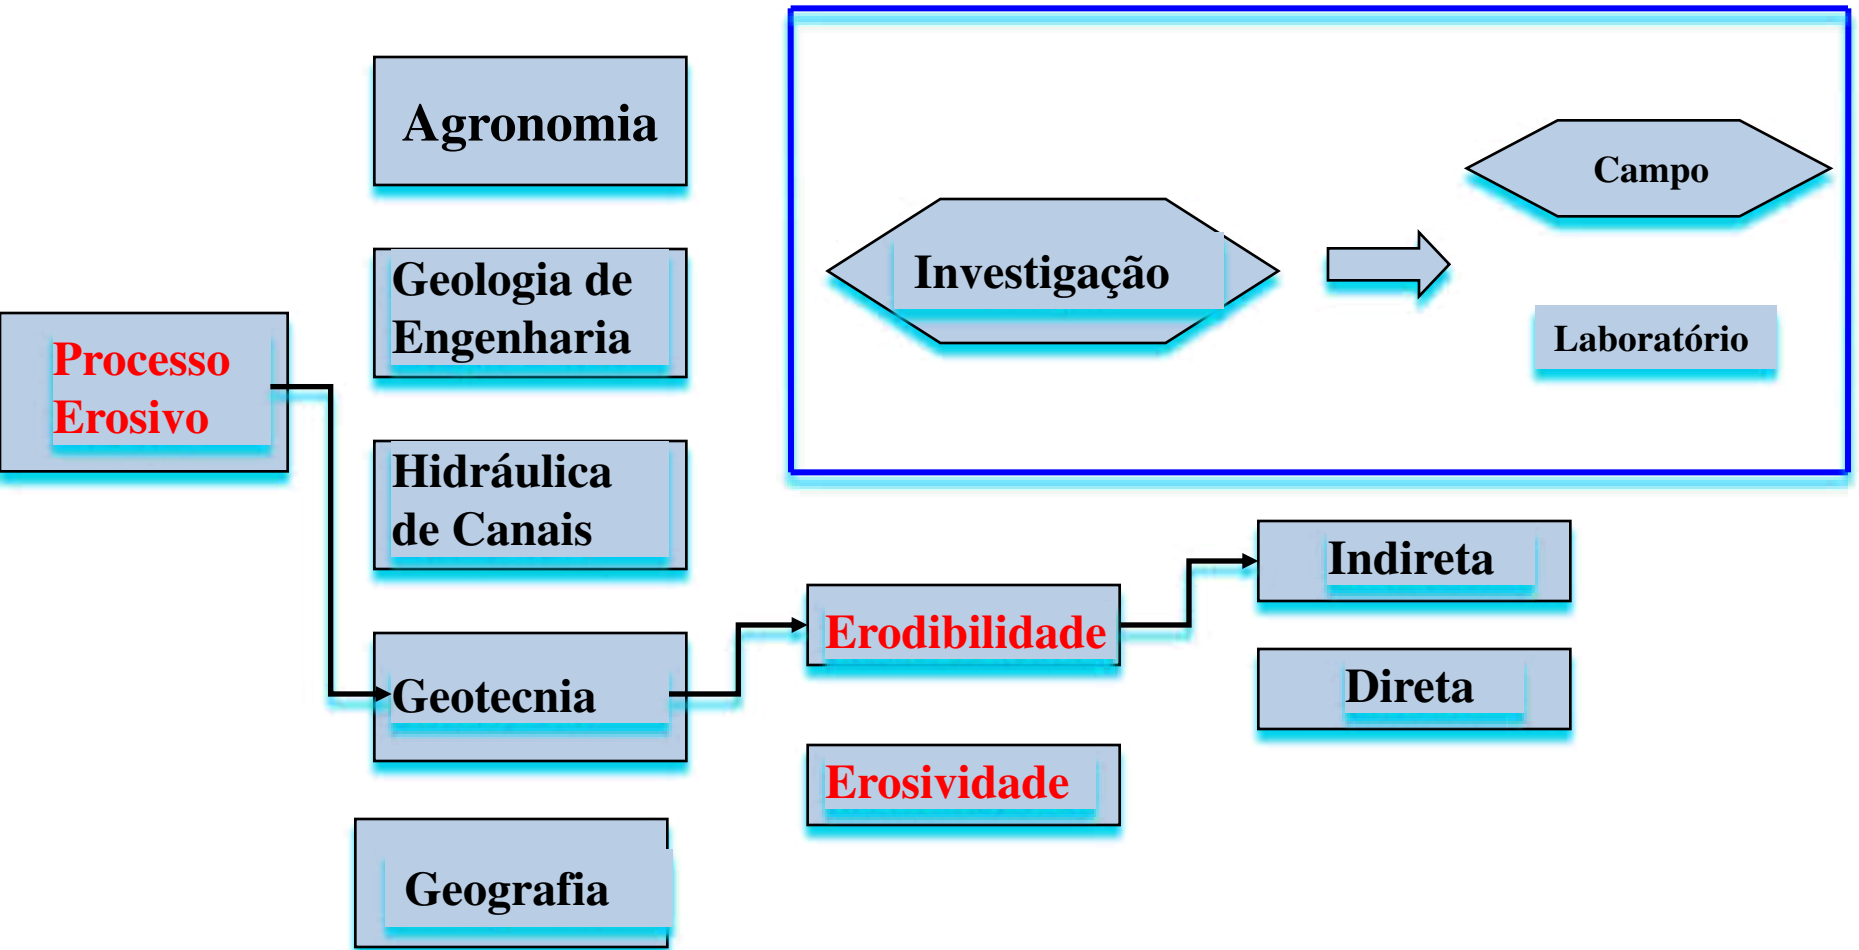 Processo
Erosivo
Agronomia
Geologia de
Engenharia
Hidráulica
de Canais
Geotecnia
Geografia
Investigação
Campo
Laboratório
Erodibilidade
Erosividade
Indireta
Direta